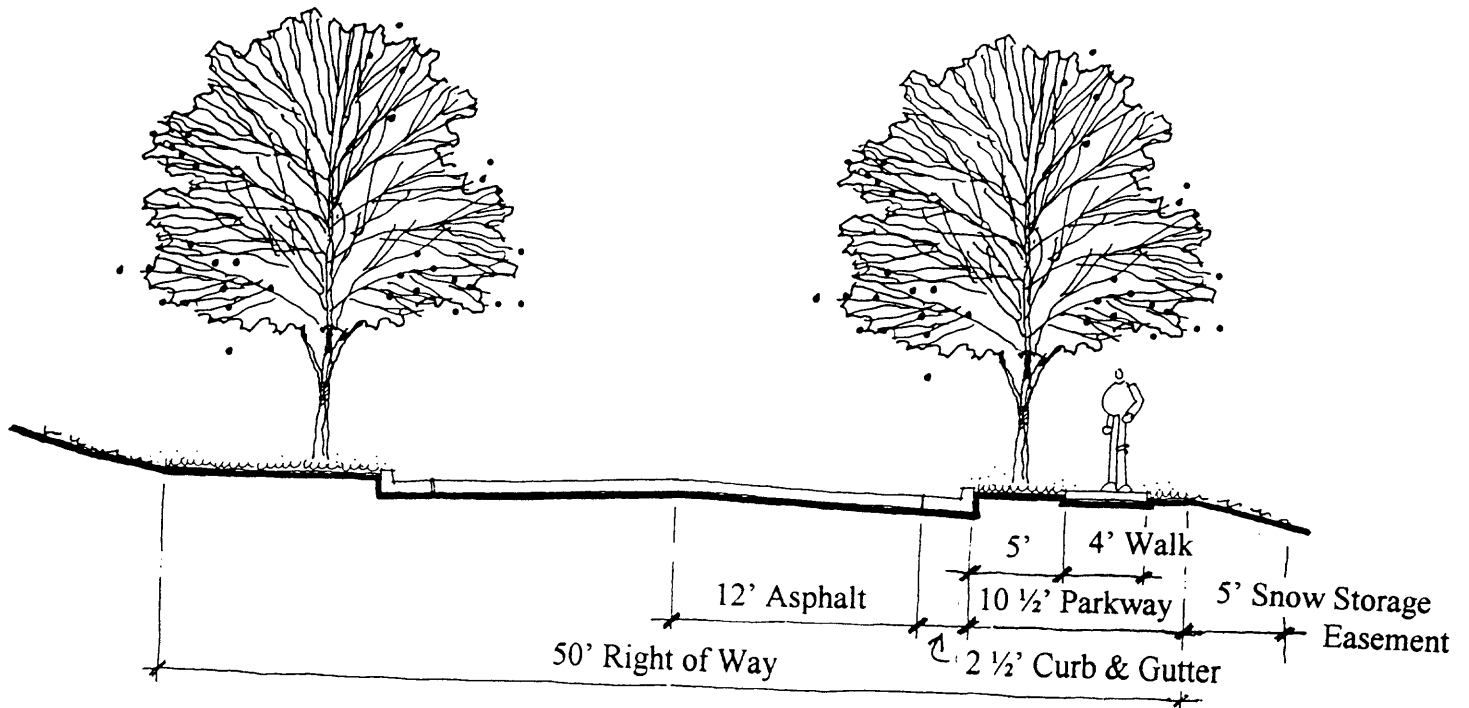 5’
4’ Walk
12’ Asphalt
10 ½’ Parkway
5’ Snow Storage
Easement
50’ Right of Way
2 ½’ Curb & Gutter